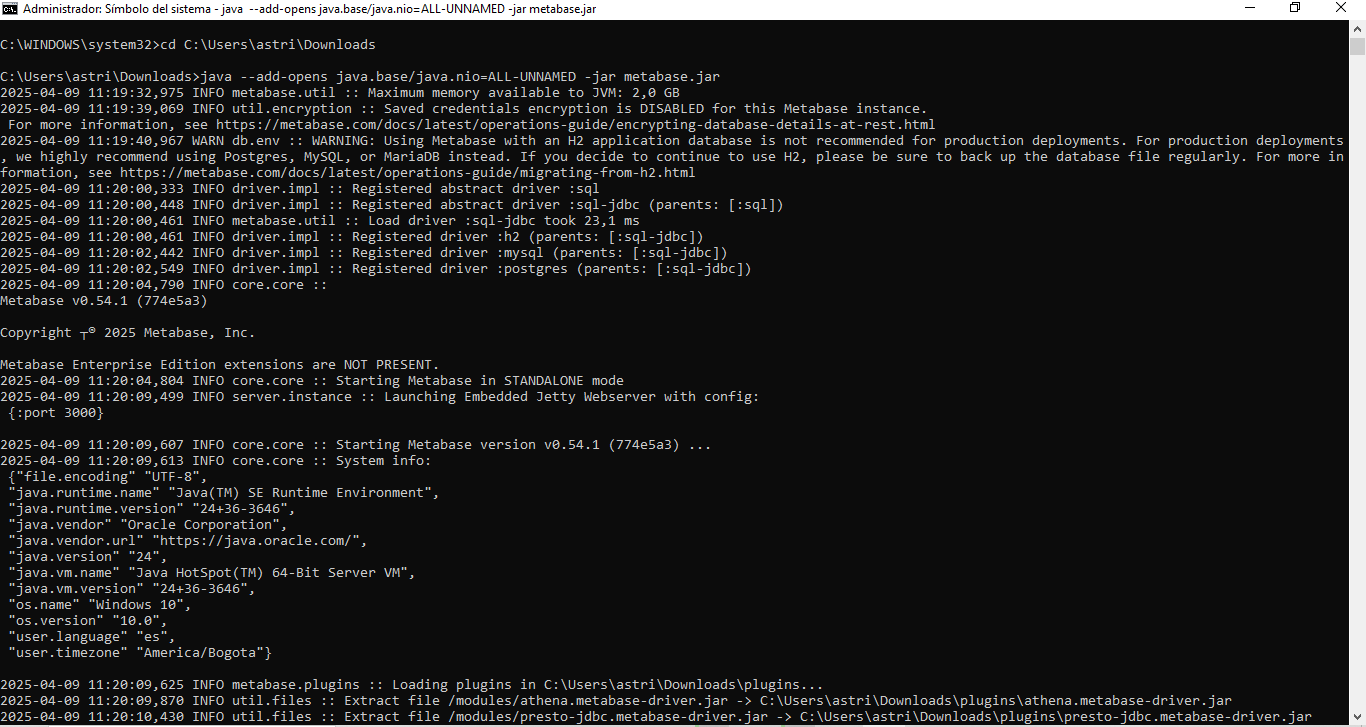 Administrador: Símbolo del sistema - java  --add-opens java.base/java.nio=ALL-UNNAMED -jar metabase.jar
C:\WINDOWS\system32>cd C:\Users\astri\Downloads
C:\Users\astri\Downloads>java --add-opens java.base/java.nio=ALL-UNNAMED -jar metabase.jar
2025-04-09 11:19:32,975 INFO metabase.util :: Maximum memory available to JVM: 2,0 GB
2025-04-09 11:19:39,069 INFO util.encryption :: Saved credentials encryption is DISABLED for this Metabase instance.
 For more information, see https://metabase.com/docs/latest/operations-guide/encrypting-database-details-at-rest.html
2025-04-09 11:19:40,967 WARN db.env :: WARNING: Using Metabase with an H2 application database is not recommended for production deployments. For production deployments
, we highly recommend using Postgres, MySQL, or MariaDB instead. If you decide to continue to use H2, please be sure to back up the database file regularly. For more in
formation, see https://metabase.com/docs/latest/operations-guide/migrating-from-h2.html
2025-04-09 11:20:00,333 INFO driver.impl :: Registered abstract driver :sql
2025-04-09 11:20:00,448 INFO driver.impl :: Registered abstract driver :sql-jdbc (parents: [:sql])
2025-04-09 11:20:00,461 INFO metabase.util :: Load driver :sql-jdbc took 23,1 ms
2025-04-09 11:20:00,461 INFO driver.impl :: Registered driver :h2 (parents: [:sql-jdbc])
2025-04-09 11:20:02,442 INFO driver.impl :: Registered driver :mysql (parents: [:sql-jdbc])
2025-04-09 11:20:02,549 INFO driver.impl :: Registered driver :postgres (parents: [:sql-jdbc])
2025-04-09 11:20:04,790 INFO core.core ::
Metabase v0.54.1 (774e5a3)
Copyright ┬® 2025 Metabase, Inc.
Metabase Enterprise Edition extensions are NOT PRESENT.
2025-04-09 11:20:04,804 INFO core.core :: Starting Metabase in STANDALONE mode
2025-04-09 11:20:09,499 INFO server.instance :: Launching Embedded Jetty Webserver with config:
 {:port 3000}
2025-04-09 11:20:09,607 INFO core.core :: Starting Metabase version v0.54.1 (774e5a3) ...
2025-04-09 11:20:09,613 INFO core.core :: System info:
 {"file.encoding" "UTF-8",
 "java.runtime.name" "Java(TM) SE Runtime Environment",
 "java.runtime.version" "24+36-3646",
 "java.vendor" "Oracle Corporation",
 "java.vendor.url" "https://java.oracle.com/",
 "java.version" "24",
 "java.vm.name" "Java HotSpot(TM) 64-Bit Server VM",
 "java.vm.version" "24+36-3646",
 "os.name" "Windows 10",
 "os.version" "10.0",
 "user.language" "es",
 "user.timezone" "America/Bogota"}
2025-04-09 11:20:09,625 INFO metabase.plugins :: Loading plugins in C:\Users\astri\Downloads\plugins...
2025-04-09 11:20:09,870 INFO util.files :: Extract file /modules/athena.metabase-driver.jar -> C:\Users\astri\Downloads\plugins\athena.metabase-driver.jar
2025-04-09 11:20:10,430 INFO util.files :: Extract file /modules/presto-jdbc.metabase-driver.jar -> C:\Users\astri\Downloads\plugins\presto-jdbc.metabase-driver.jar